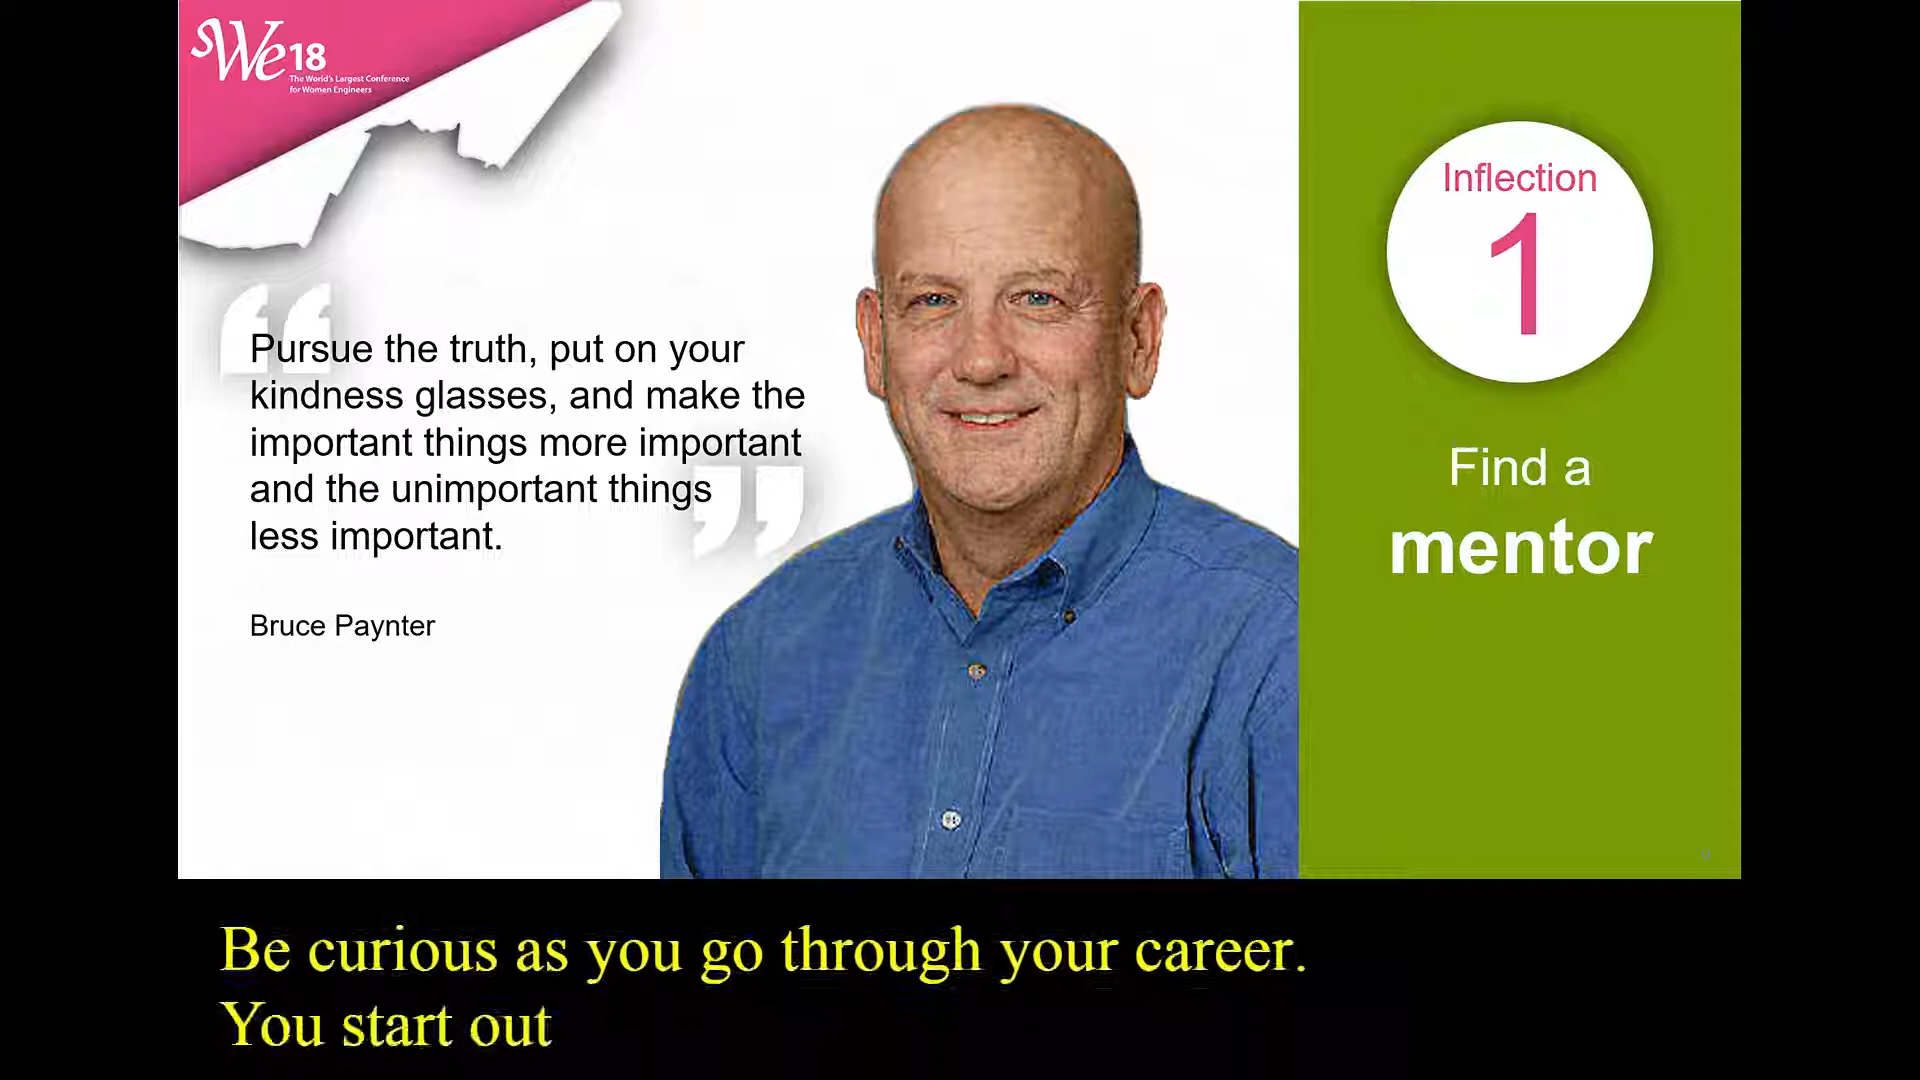 sWe18
The World's Largest Conference
for Women Engineers
Pursue the truth, put on your
kindness glasses, and make the
important things more important
and the unimportant things
less important.
Bruce Paynter
Inflection
1
Find a
mentor
Be curious as you go through your career.
You start out